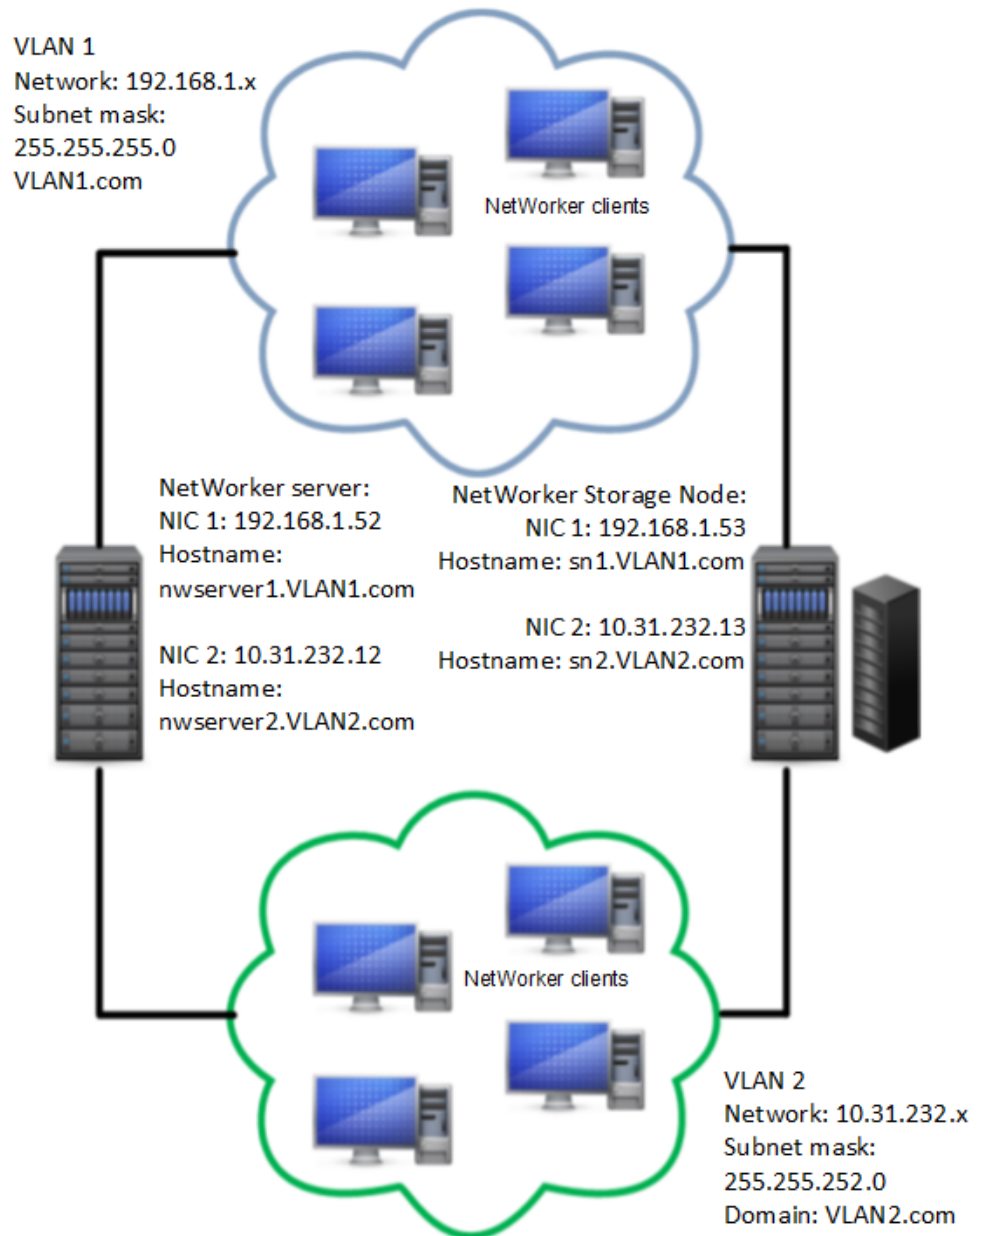 VLAN 1
Network: 192.168.1.x
Subnet mask:
255.255.255.0
VLAN1.com
NetWorker clients
NetWorker server:
NIC 1: 192.168.1.52
Hostname:
nwserver1.VLAN1.com
NIC 2: 10.31.232.12
Hostname:
nwserver2.VLAN2.com
NetWorker Storage Node:
NIC 1: 192.168.1.53
Hostname: sn1.VLAN1.com
NIC 2: 10.31.232.13
Hostname: sn2.VLAN2.com
NetWorker clients
VLAN 2
Network: 10.31.232.x
Subnet mask:
255.255.252.0
Domain: VLAN2.com